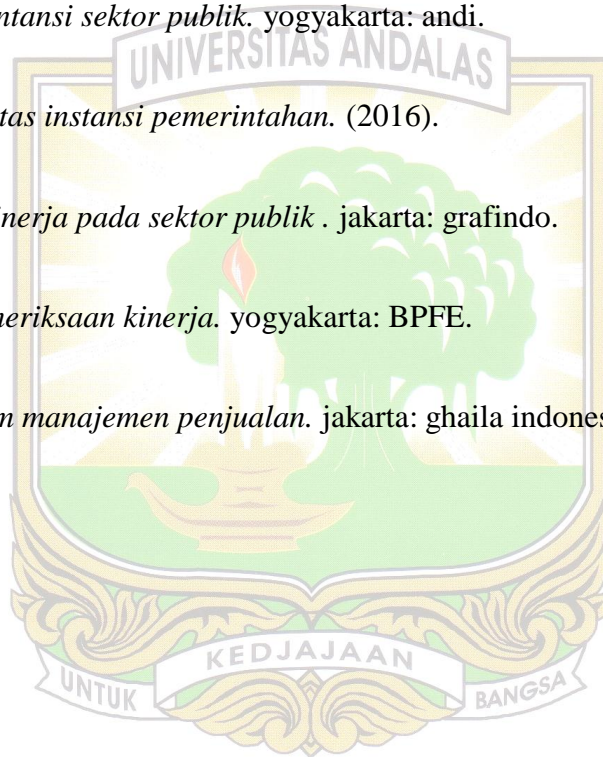 ntansi sektor publik. yogyakarta: andi.
UNIVERSITAS ANDALAS
tas instansi pemerintahan. (2016).
inerja pada sektor publik . jakarta: grafindo.
neriksaan kinerja. yogyakarta: BPFE.
n manajemen penjualan. jakarta: ghaila indones
KEDJAJAAN
UNTUK
BANGSA